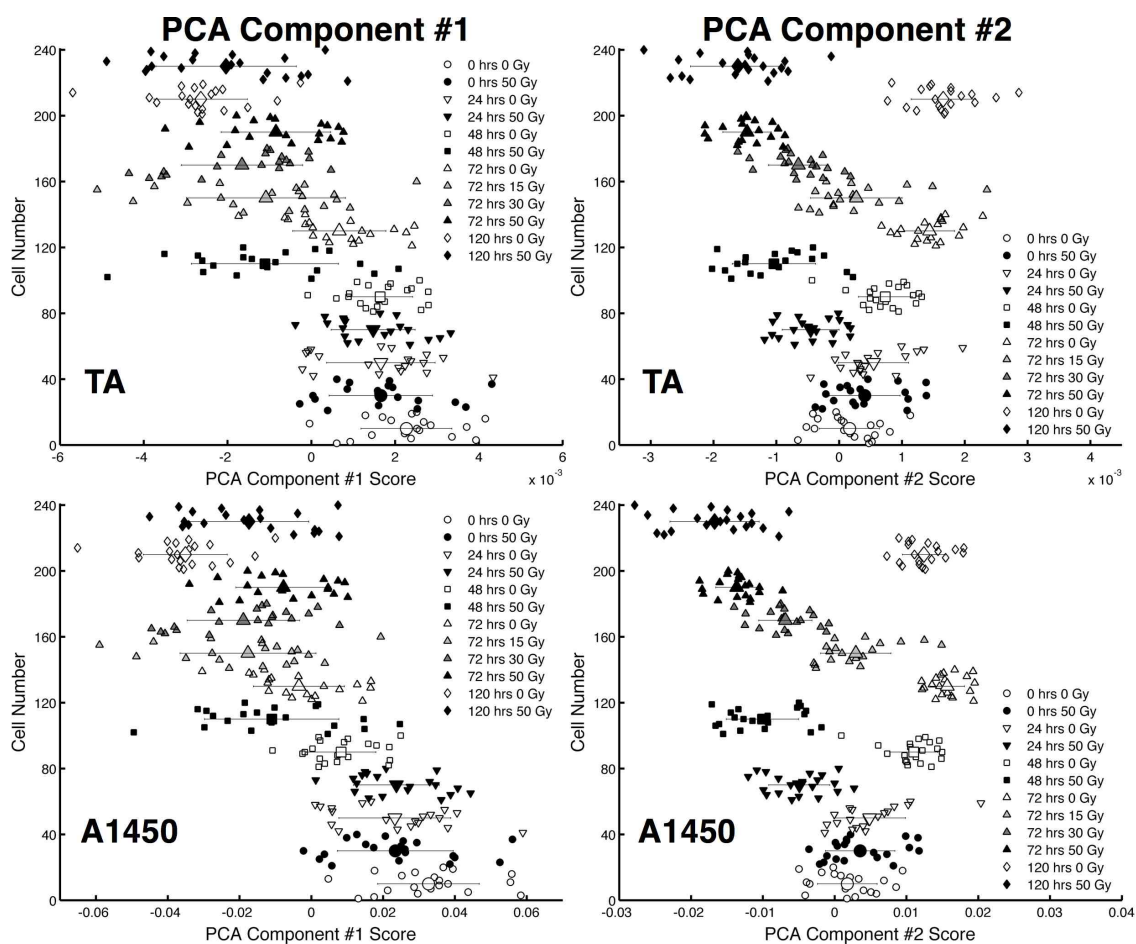 PCA Component #1
PCA Component #2
240
200
160
120
80
40
0
Cell Number
TA
0 hrs 0 Gy
0 hrs 50 Gy
24 hrs 0 Gy
24 hrs 50 Gy
48 hrs 0 Gy
48 hrs 50 Gy
72 hrs 0 Gy
72 hrs 15 Gy
72 hrs 30 Gy
72 hrs 50 Gy
120 hrs 0 Gy
120 hrs 50 Gy
-6 -4 -2 0 2 4 6
PCA Component #1 Score
x 10⁻³
240
200
160
120
80
40
0
Cell Number
TA
0 hrs 0 Gy
0 hrs 50 Gy
24 hrs 0 Gy
24 hrs 50 Gy
48 hrs 0 Gy
48 hrs 50 Gy
72 hrs 0 Gy
72 hrs 15 Gy
72 hrs 30 Gy
72 hrs 50 Gy
120 hrs 0 Gy
120 hrs 50 Gy
-3 -2 -1 0 1 2 3 4
PCA Component #2 Score
x 10⁻³
240
200
160
120
80
40
0
Cell Number
A1450
0 hrs 0 Gy
0 hrs 50 Gy
24 hrs 0 Gy
24 hrs 50 Gy
48 hrs 0 Gy
48 hrs 50 Gy
72 hrs 0 Gy
72 hrs 15 Gy
72 hrs 30 Gy
72 hrs 50 Gy
120 hrs 0 Gy
120 hrs 50 Gy
-0.06 -0.04 -0.02 0 0.02 0.04 0.06
PCA Component #1 Score
240
200
160
120
80
40
0
Cell Number
A1450
0 hrs 0 Gy
0 hrs 50 Gy
24 hrs 0 Gy
24 hrs 50 Gy
48 hrs 0 Gy
48 hrs 50 Gy
72 hrs 0 Gy
72 hrs 15 Gy
72 hrs 30 Gy
72 hrs 50 Gy
120 hrs 0 Gy
120 hrs 50 Gy
-0.03 -0.02 -0.01 0 0.01 0.02 0.03 0.04
PCA Component #2 Score